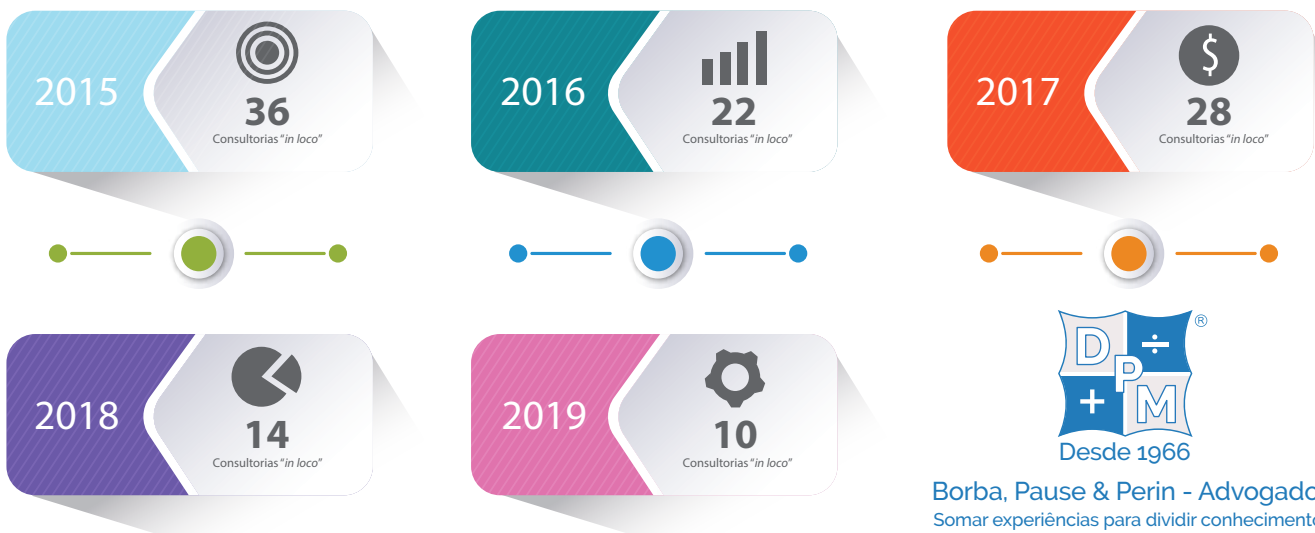 2015
36
Consultorias "in loco"
2016
22
Consultorias "in loco"
2017
28
Consultorias "in loco"
2018
14
Consultorias "in loco"
2019
10
Consultorias "in loco"
D ÷ P + M ®
Desde 1966
Borba, Pause & Perin - Advogado
Somar experiências para dividir conhecimento